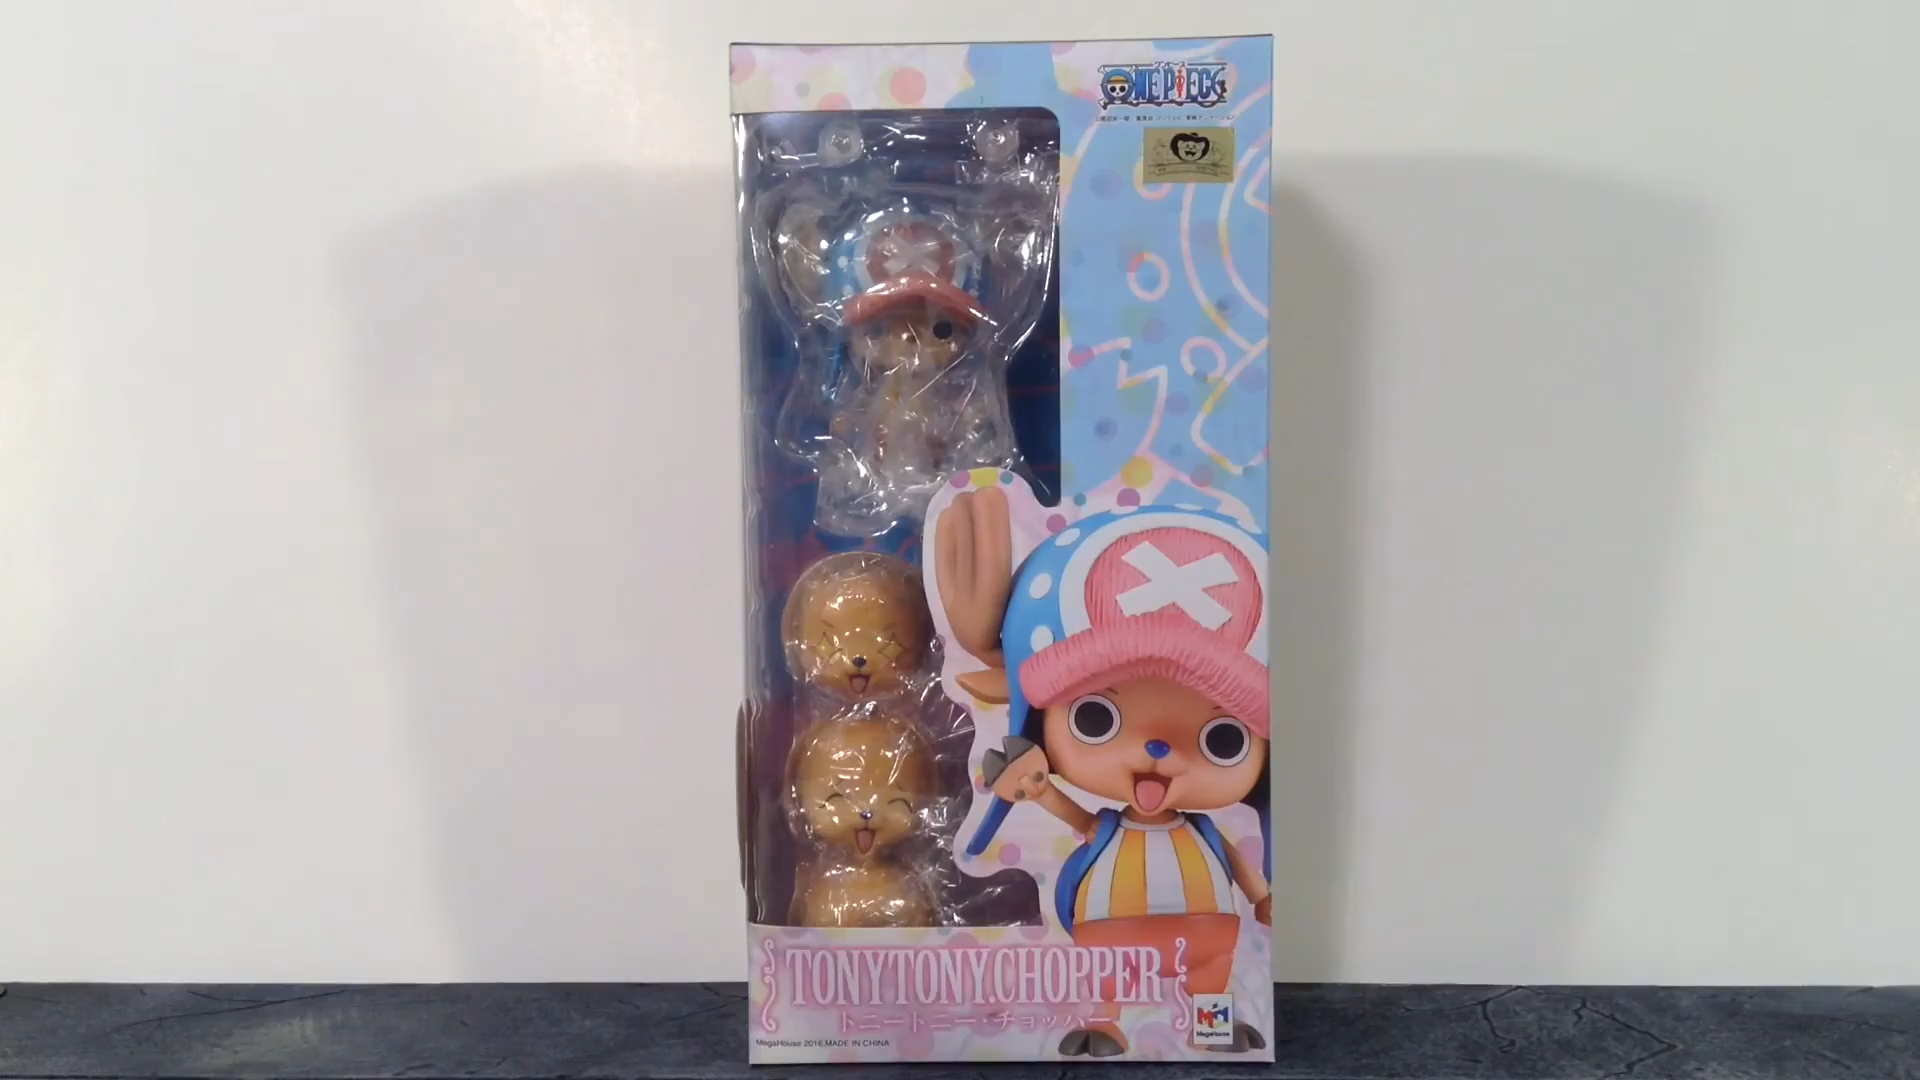 ONE PIECE
TONYTONY.CHOPPER
トニートニー・チョッパー
MegaHouse
MegaHouse 2016 MADE IN CHINA